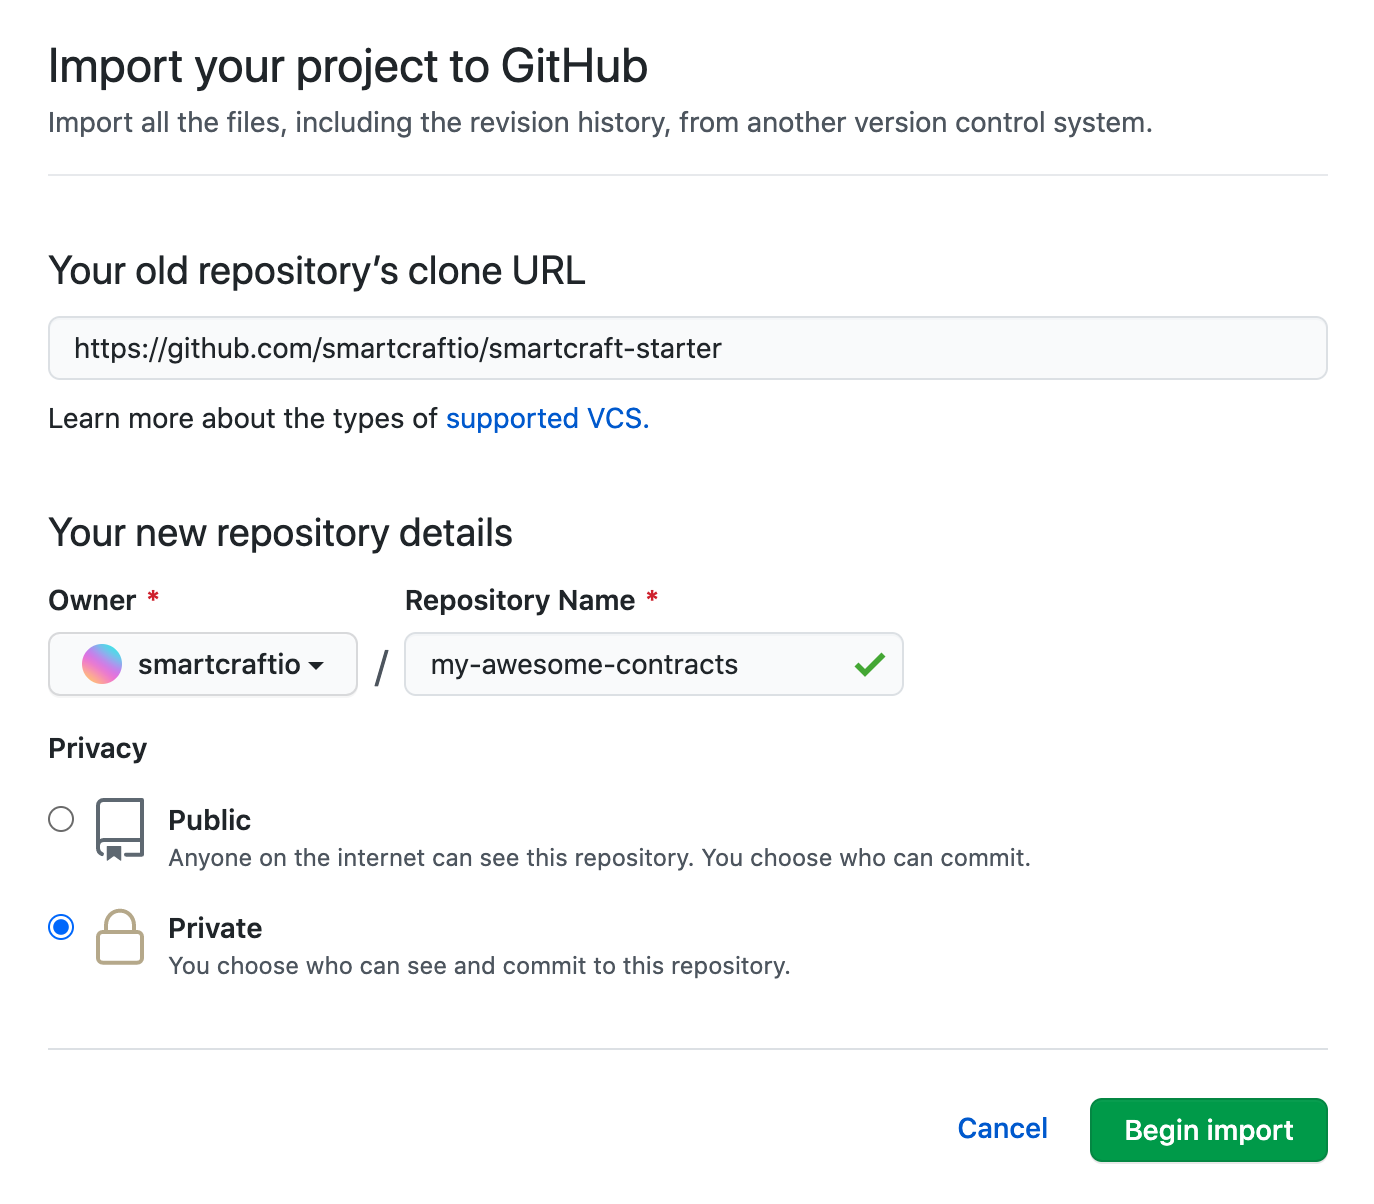 Import your project to GitHub
Import all the files, including the revision history, from another version control system.
Your old repository’s clone URL
https://github.com/smartcraftio/smartcraft-starter
Learn more about the types of supported VCS.
Your new repository details
Owner * Repository Name *
smartcraftio / my-awesome-contracts
Privacy
Public
Anyone on the internet can see this repository. You choose who can commit.
Private
You choose who can see and commit to this repository.
Cancel Begin import